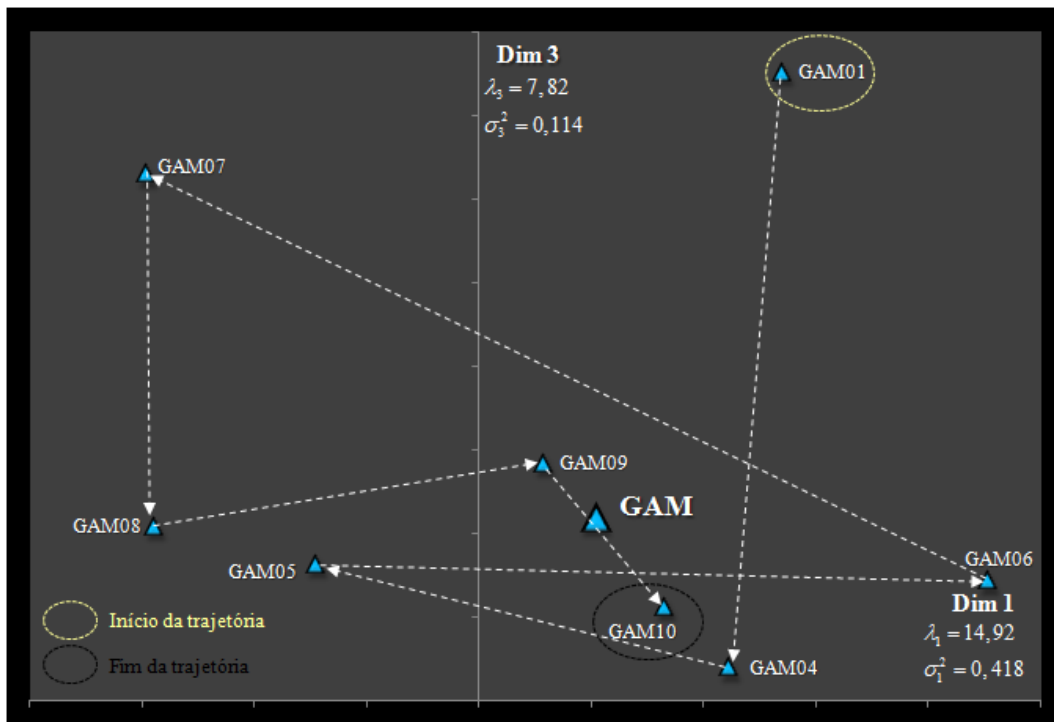 Dim 3
λ₃ = 7,82
σ₃² = 0,114
GAM01
GAM07
GAM09
GAM
GAM08
GAM05
GAM06
Dim 1
λ₁ = 14,92
σ₁² = 0,418
GAM10
GAM04
Início da trajetória
Fim da trajetória